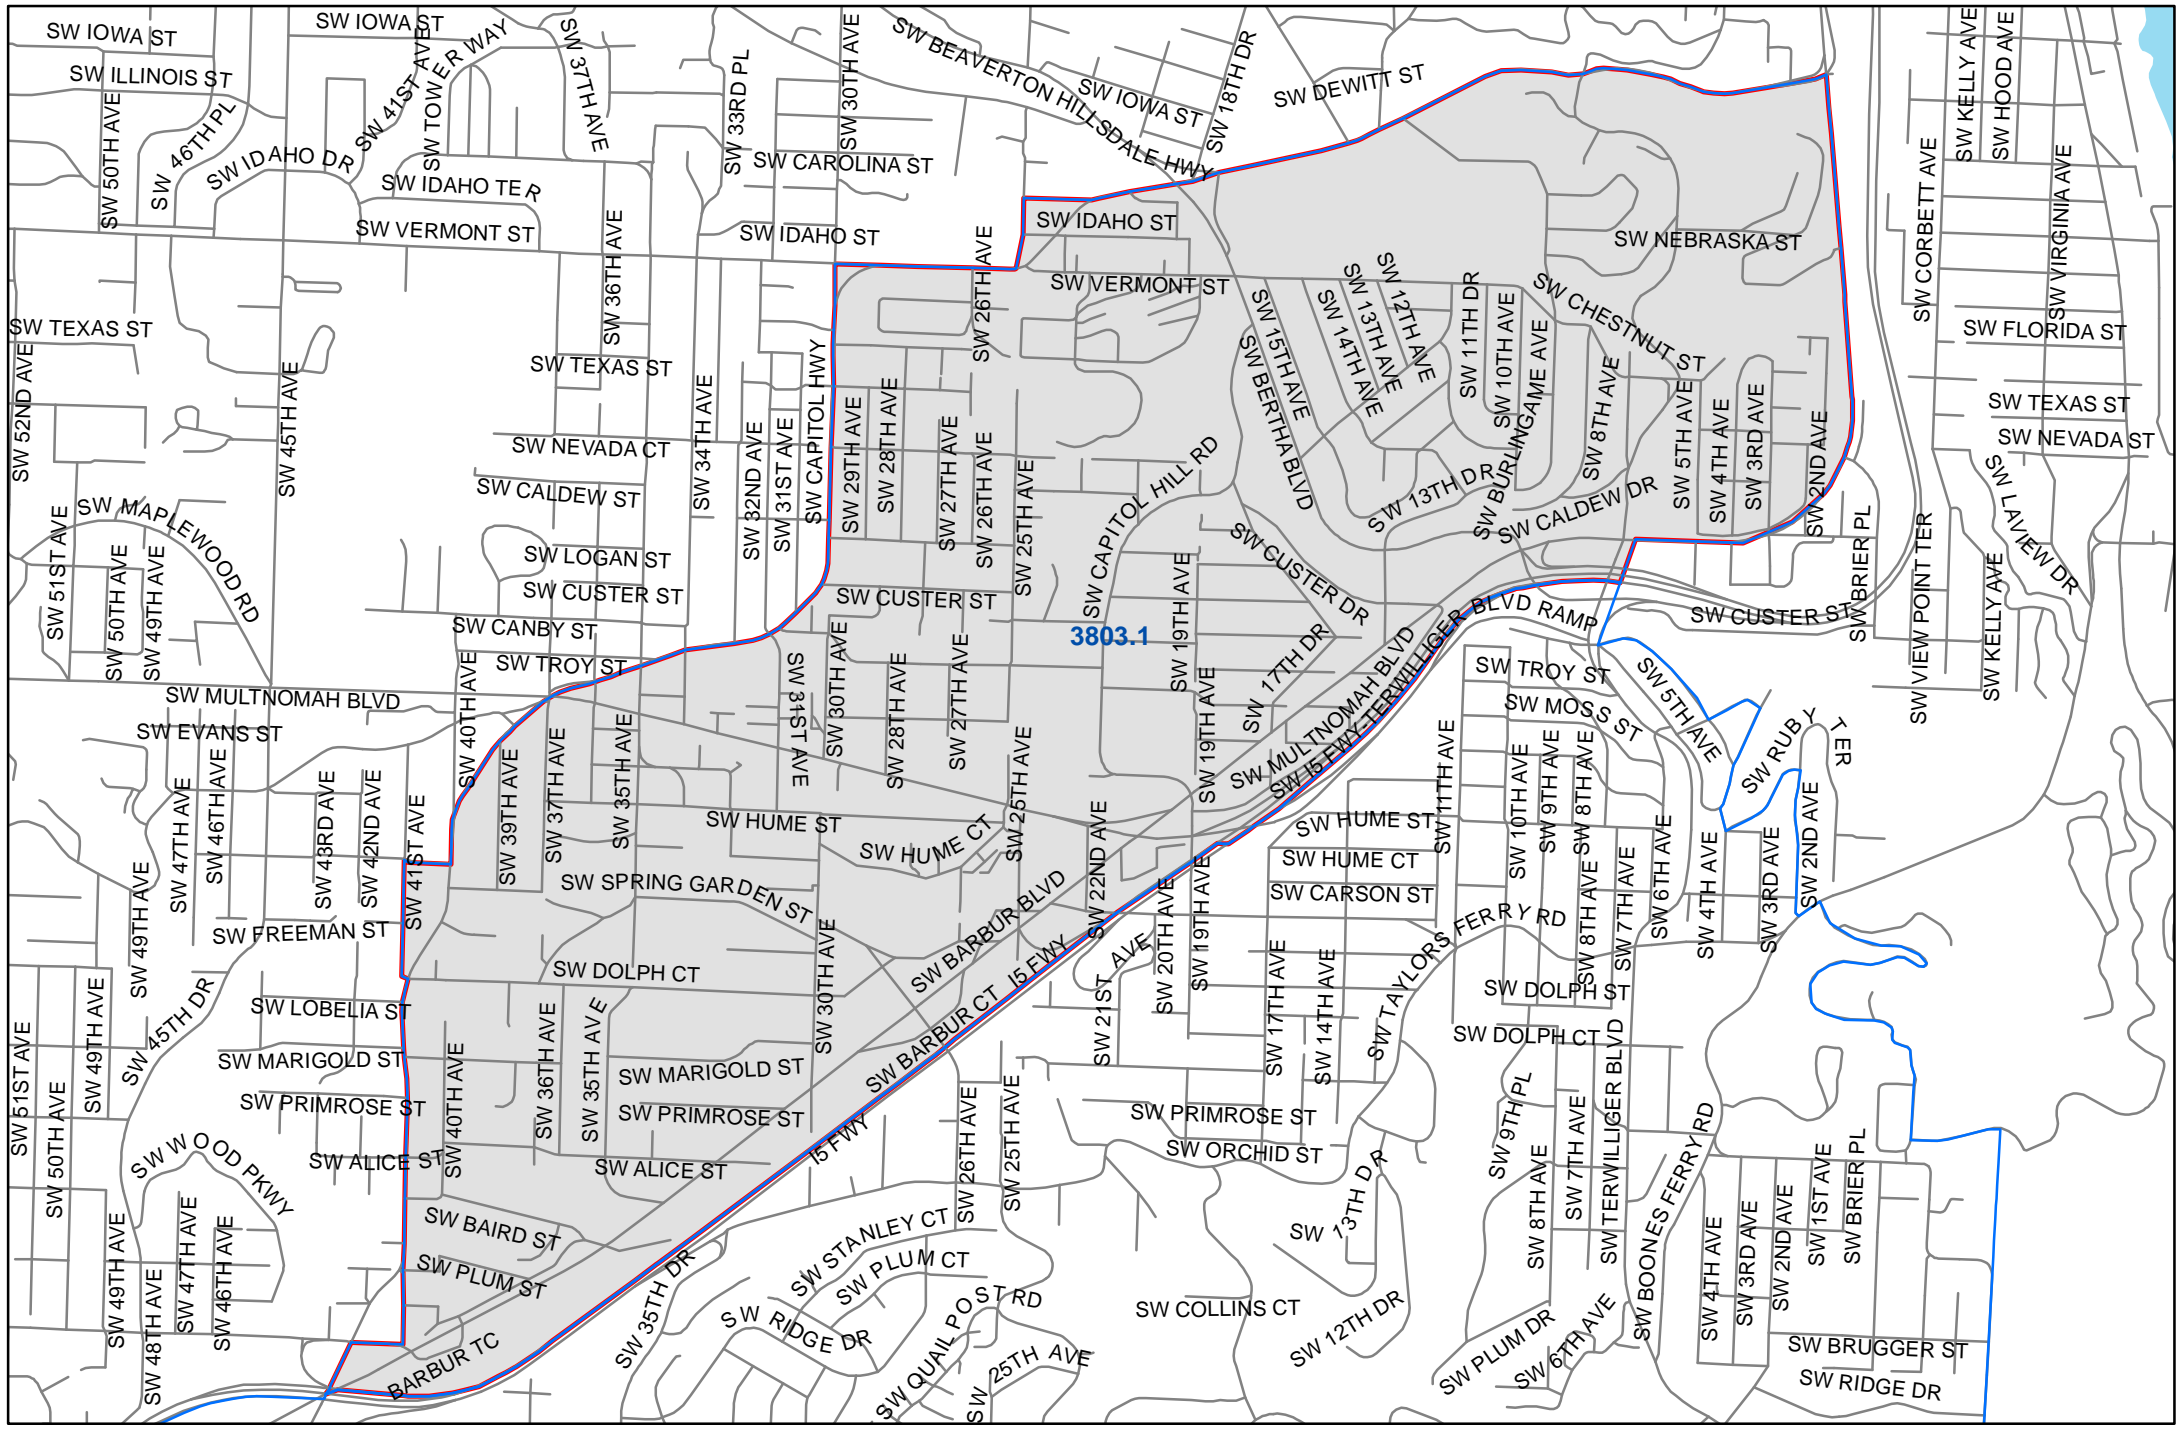 SW IOWA ST
SW IOWA ST
SW ILLINOIS ST
SW 50TH AVE
SW 46TH PL
SW IDAHO DR
SW 41ST AVE
SW TOWER WAY
SW 37TH AVE
SW 33RD PL
SW 30TH AVE
SW BEAVERTON HILLSDALE HWY
SW IOWA ST
SW 18TH DR
SW DEWITT ST
SW KELLY AVE
SW HOOD AVE
SW CAROLINA ST
SW IDAHO TER
SW VERMONT ST
SW 36TH AVE
SW IDAHO ST
SW 26TH AVE
SW IDAHO ST
SW VERMONT ST
SW NEBRASKA ST
SW CORBETT AVE
SW VIRGINIA AVE
SW TEXAS ST
SW 52ND AVE
SW 45TH AVE
SW TEXAS ST
SW 34TH AVE
SW CAPITOL HWY
SW 15TH AVE
SW BERTHA BLVD
SW 14TH AVE
SW 13TH AVE
SW 12TH AVE
SW 11TH DR
SW 10TH AVE
SW BURLINGAME AVE
SW CHESTNUT ST
SW 8TH AVE
SW 5TH AVE
SW 4TH AVE
SW 3RD AVE
SW 2ND AVE
SW FLORIDA ST
SW TEXAS ST
SW NEVADA ST
SW NEVADA CT
SW CALDEW ST
SW 32ND AVE
SW 31ST AVE
SW 29TH AVE
SW 28TH AVE
SW 27TH AVE
SW 26TH AVE
SW 25TH AVE
SW CAPITOL HILL RD
SW 13TH DR
SW CALDEW DR
SW LAVIEW DR
SW MAPLEWOOD RD
SW 51ST AVE
SW 50TH AVE
SW 49TH AVE
SW LOGAN ST
SW CUSTER ST
SW CANBY ST
SW TROY ST
SW CUSTER ST
SW 19TH AVE
SW CUSTER DR
SW 17TH DR
3803.1
SW BRIER PL
SW VIEW POINT TER
SW KELLY AVE
SW CUSTER ST
SW MULTNOMAH BLVD
SW EVANS ST
SW 40TH AVE
SW 31ST AVE
SW 30TH AVE
SW 28TH AVE
SW 27TH AVE
SW 19TH AVE
SW MULTNOMAH BLVD
SW I5 FWY-TERWILLIGER BLVD RAMP
SW TROY ST
SW MOSS ST
SW 5TH AVE
SW RUBY TER
SW 47TH AVE
SW 46TH AVE
SW 43RD AVE
SW 42ND AVE
SW 41ST AVE
SW 39TH AVE
SW 37TH AVE
SW 35TH AVE
SW HUME ST
SW HUME CT
SW 25TH AVE
SW 22ND AVE
SW HUME ST
SW HUME CT
SW CARSON ST
SW 11TH AVE
SW 10TH AVE
SW 9TH AVE
SW 8TH AVE
SW 8TH AVE
SW 7TH AVE
SW 6TH AVE
SW 4TH AVE
SW 3RD AVE
SW 2ND AVE
SW 49TH AVE
SW FREEMAN ST
SW SPRING GARDEN ST
SW BARBUR BLVD
SW 21ST AVE
SW 20TH AVE
SW 19TH AVE
SW TAYLORS FERRY RD
SW DOLPH CT
SW 30TH AVE
SW BARBUR CT
I5 FWY
SW 17TH AVE
SW 14TH AVE
SW DOLPH ST
SW DOLPH CT
SW 51ST AVE
SW 50TH AVE
SW 49TH AVE
SW 45TH DR
SW LOBELIA ST
SW MARIGOLD ST
SW PRIMROSE ST
SW ALICE ST
SW WOOD PKWY
SW 40TH AVE
SW 36TH AVE
SW 35TH AVE
SW MARIGOLD ST
SW PRIMROSE ST
SW ALICE ST
I5 FWY
SW 26TH AVE
SW 25TH AVE
SW PRIMROSE ST
SW ORCHID ST
SW 9TH PL
SW 8TH AVE
SW 7TH AVE
SW TERWILLIGER BLVD
SW BOONES FERRY RD
SW 4TH AVE
SW 3RD AVE
SW 2ND AVE
SW 1ST AVE
SW BRIER PL
SW 49TH AVE
SW 48TH AVE
SW 47TH AVE
SW 46TH AVE
SW BAIRD ST
SW PLUM ST
BARBUR TC
SW 35TH DR
SW STANLEY CT
SW PLUM CT
SW RIDGE DR
SW QUAIL POST RD
SW 25TH AVE
SW COLLINS CT
SW 13TH DR
SW 12TH DR
SW PLUM DR
SW 6TH AVE
SW BRUGGER ST
SW RIDGE DR